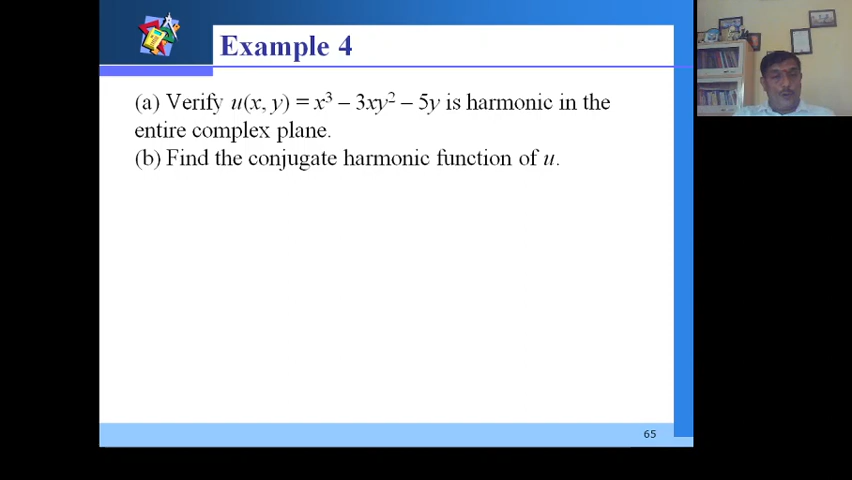 Example 4
(a) Verify u(x, y) = x³ – 3xy² – 5y is harmonic in the
entire complex plane.
(b) Find the conjugate harmonic function of u.
65